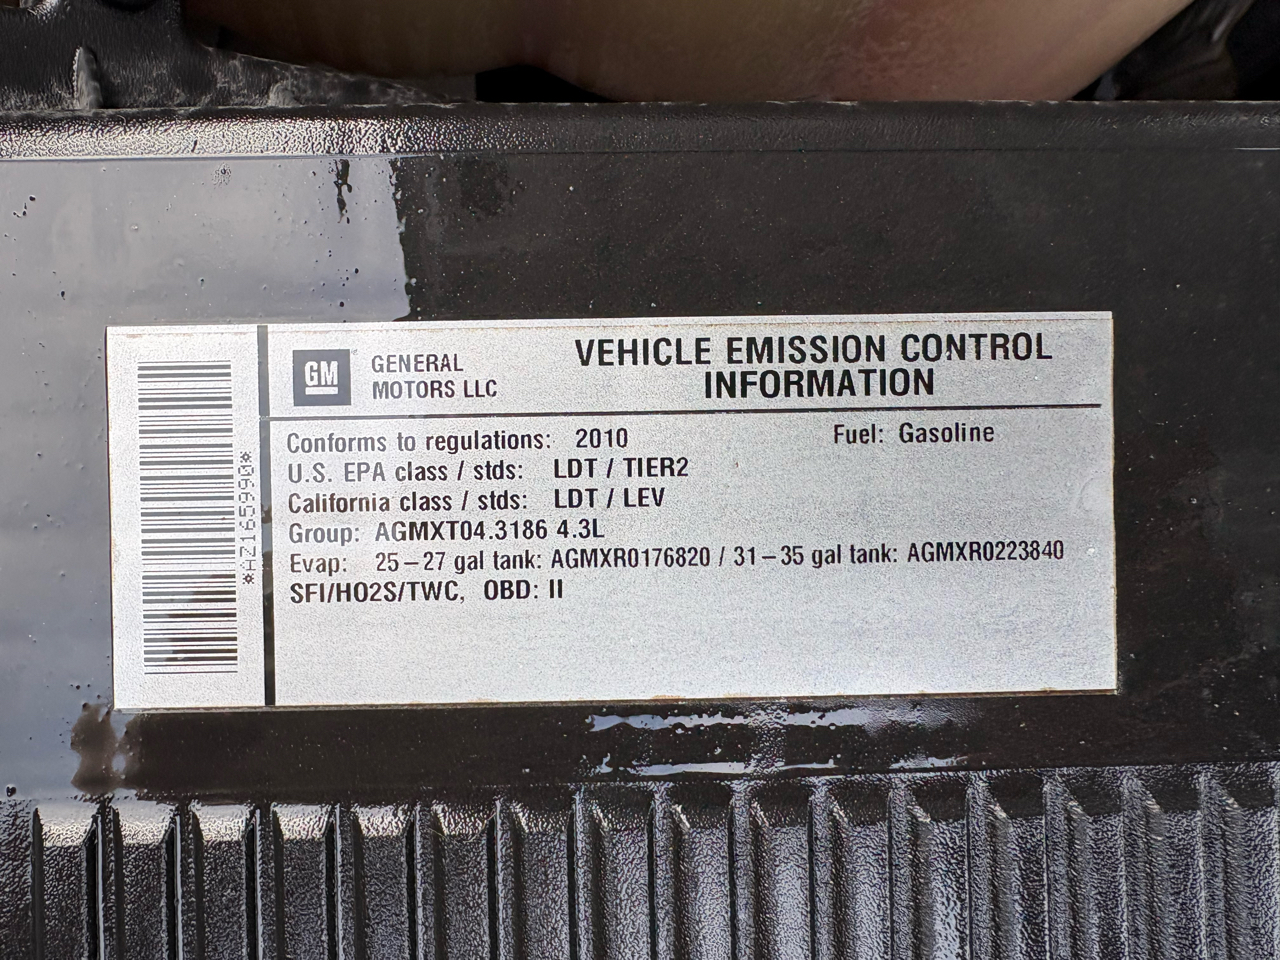 GM GENERAL MOTORS LLC
VEHICLE EMISSION CONTROL
INFORMATION
Conforms to regulations: 2010 Fuel: Gasoline
U.S. EPA class / stds: LDT / TIER2
California class / stds: LDT / LEV
Group: AGMXT04.3186 4.3L
Evap: 25–27 gal tank: AGMXR0176820 / 31–35 gal tank: AGMXR0223840
SFI/HO2S/TWC, OBD: II